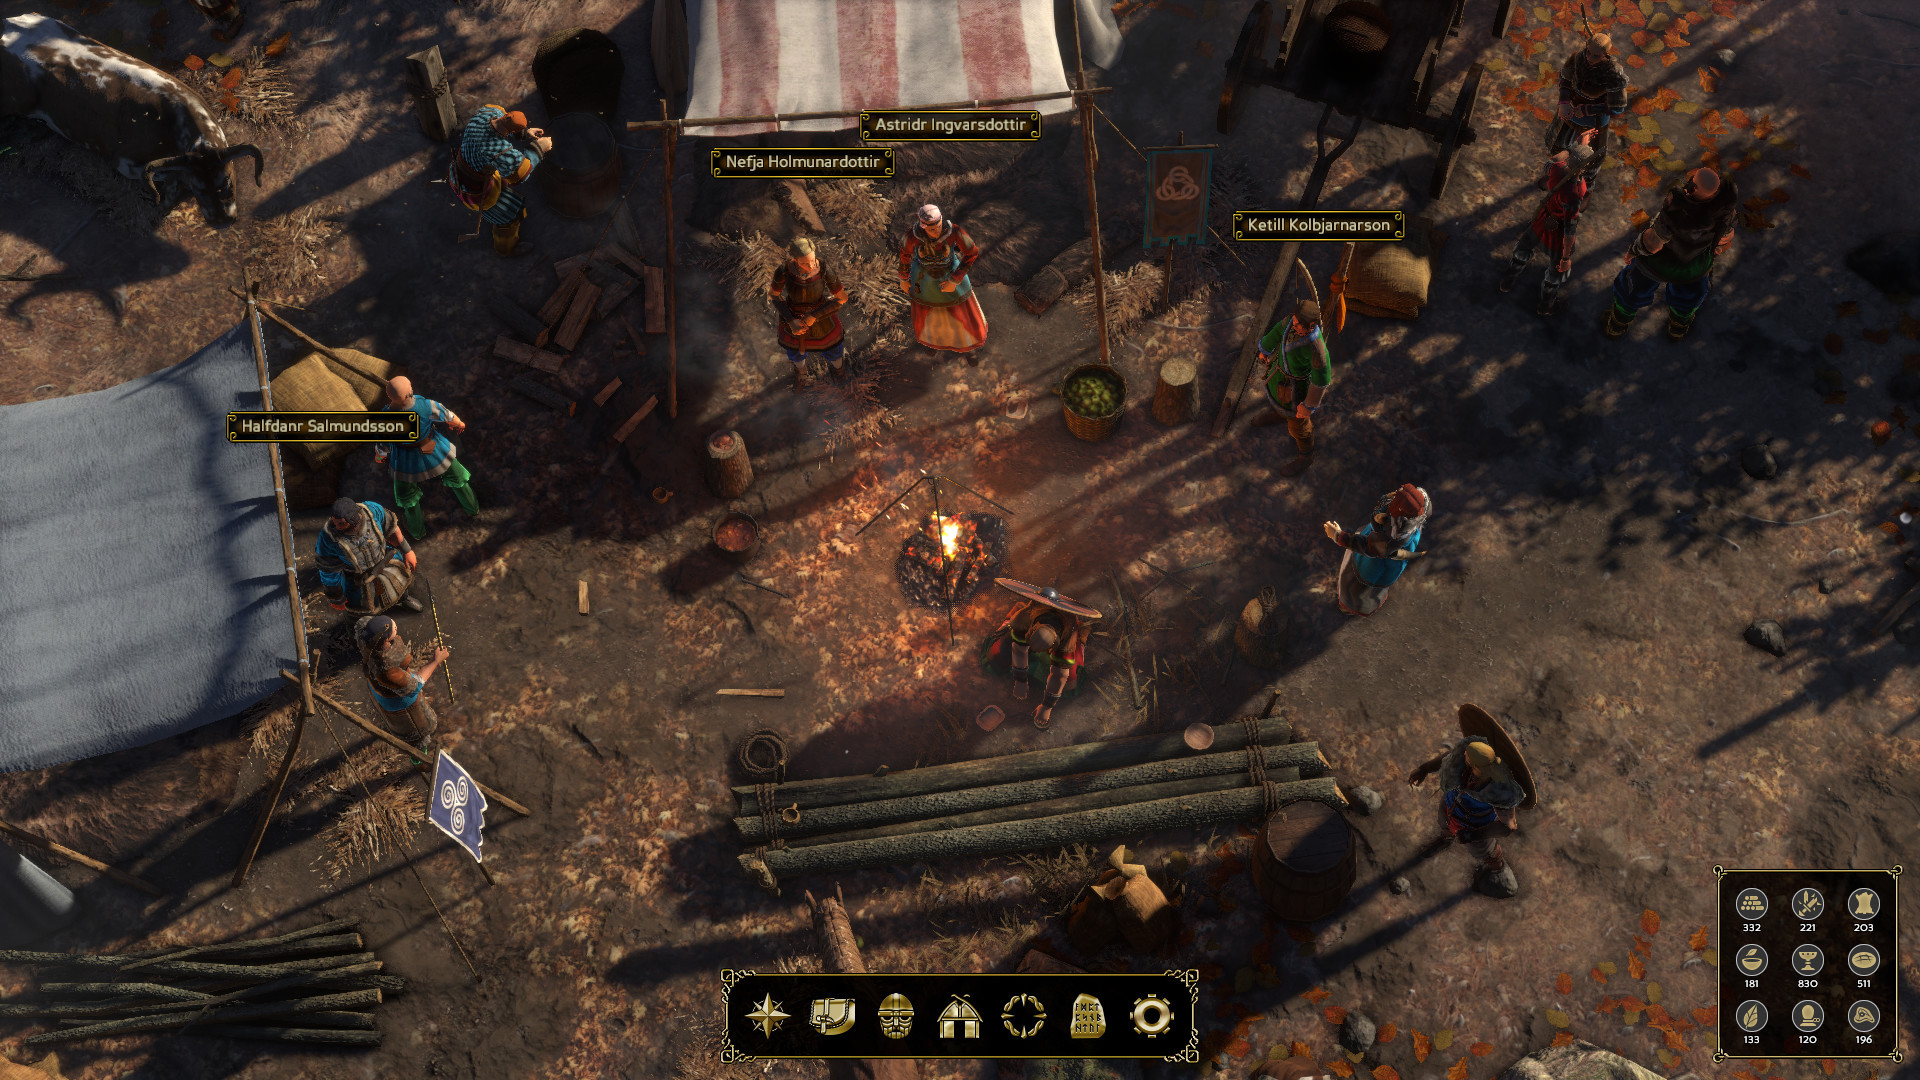 Astridr Ingvarsdottir
Nefja Holmunardottir
Ketill Kolbjarnarson
Halfdanr Salmundsson
332 221 203
181 830 511
133 120 196